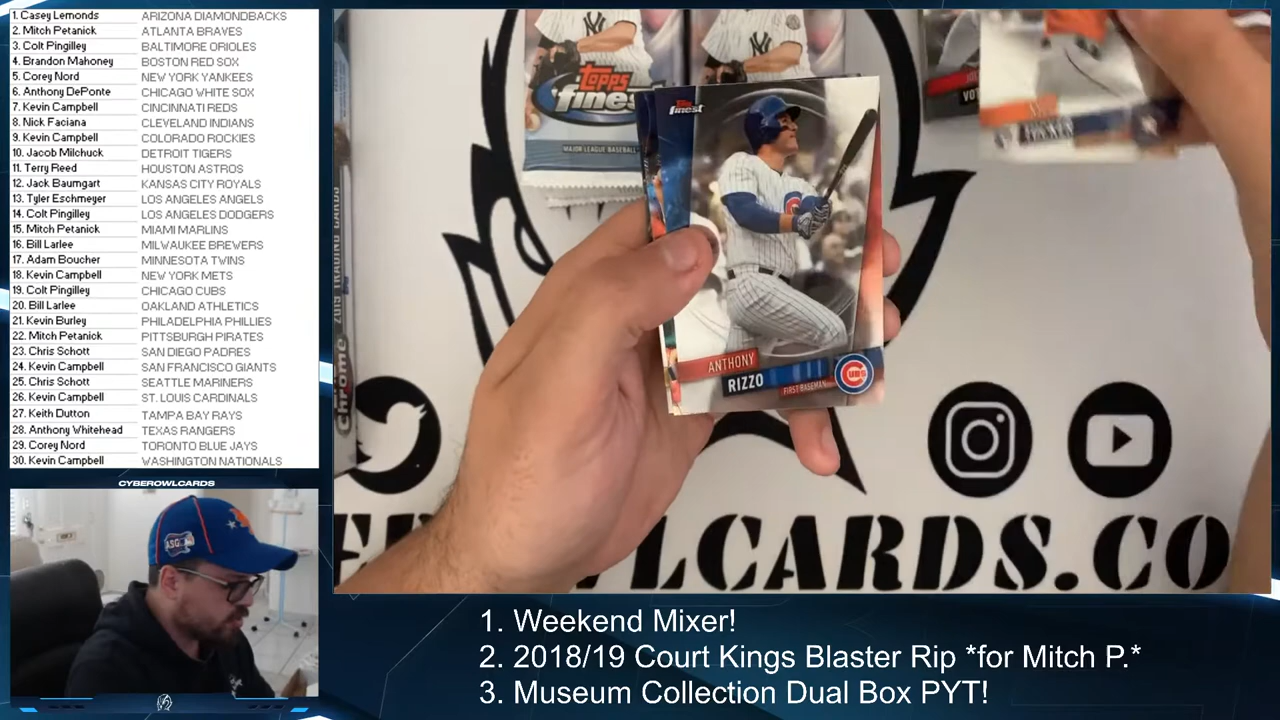 1. Casey Lemonds ARIZONA DIAMONDBACKS
2. Mitch Petanick ATLANTA BRAVES
3. Colt Pingilley BALTIMORE ORIOLES
4. Brandon Mahoney BOSTON RED SOX
5. Corey Nord NEW YORK YANKEES
6. Anthony DePonte CHICAGO WHITE SOX
7. Kevin Campbell CINCINNATI REDS
8. Nick Faciana CLEVELAND INDIANS
9. Kevin Campbell COLORADO ROCKIES
10. Jacob Milchuck DETROIT TIGERS
11. Terry Reed HOUSTON ASTROS
12. Jack Baumgart KANSAS CITY ROYALS
13. Tyler Eschmeyer LOS ANGELES ANGELS
14. Colt Pingilley LOS ANGELES DODGERS
15. Mitch Petanick MIAMI MARLINS
16. Bill Larlee MILWAUKEE BREWERS
17. Adam Boucher MINNESOTA TWINS
18. Kevin Campbell NEW YORK METS
19. Colt Pingilley CHICAGO CUBS
20. Bill Larlee OAKLAND ATHLETICS
21. Kevin Burley PHILADELPHIA PHILLIES
22. Mitch Petanick PITTSBURGH PIRATES
23. Chris Schott SAN DIEGO PADRES
24. Kevin Campbell SAN FRANCISCO GIANTS
25. Chris Schott SEATTLE MARINERS
26. Kevin Campbell ST. LOUIS CARDINALS
27. Keith Dutton TAMPA BAY RAYS
28. Anthony Whitehead TEXAS RANGERS
29. Corey Nord TORONTO BLUE JAYS
30. Kevin Campbell WASHINGTON NATIONALS
CYBEROWLCARDS
topps
finest
MAJOR LEAGUE BASEBALL
2019 TRADING CARDS
Chrome
Topps
finest
ANTHONY
RIZZO
FIRST BASEMAN
CUBS
LCARDS.CO
1. Weekend Mixer!
2. 2018/19 Court Kings Blaster Rip *for Mitch P.*
3. Museum Collection Dual Box PYT!